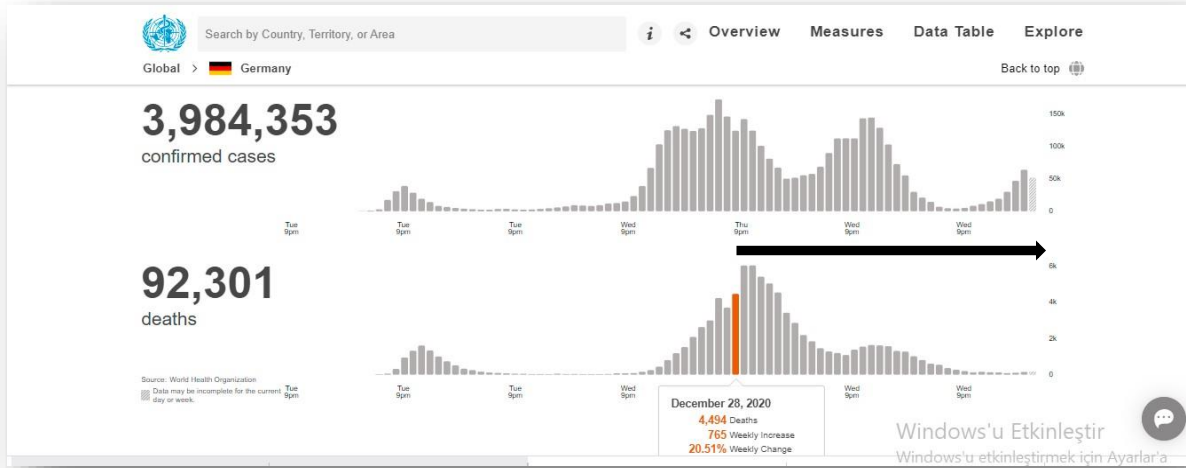 Search by Country, Territory, or Area
i
Overview
Measures
Data Table
Explore
Global > Germany
Back to top
3,984,353
confirmed cases
150k
100k
50k
0
Tue
9pm
Tue
9pm
Tue
9pm
Wed
9pm
Thu
9pm
Wed
9pm
Wed
9pm
92,301
deaths
6k
4k
2k
0
Source: World Health Organization
Data may be incomplete for the current
day or week.
Tue
9pm
Tue
9pm
Tue
9pm
Wed
9pm
Wed
9pm
Wed
9pm
December 28, 2020
4,494 Deaths
765 Weekly Increase
20.51% Weekly Change
Windows'u Etkinleştir
Windows'u etkinleştirmek için Ayarlar'a